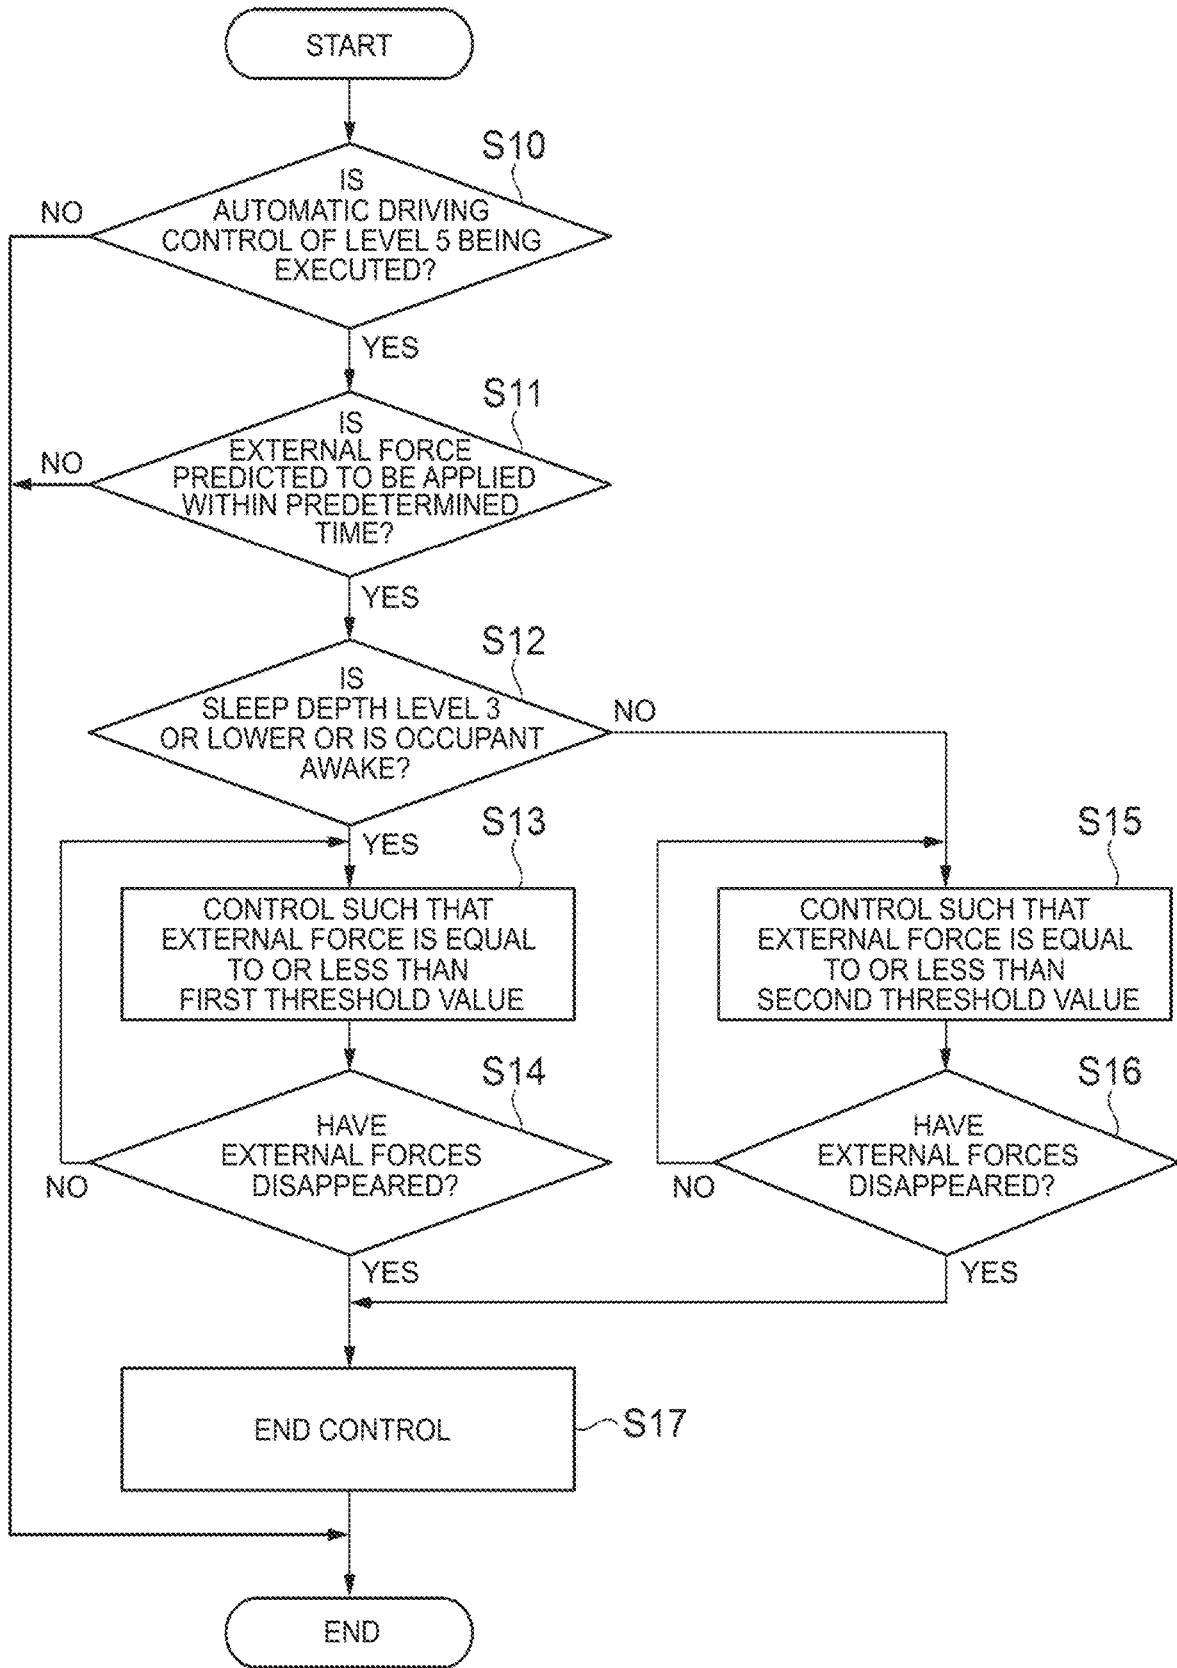 START
S10
IS
AUTOMATIC DRIVING
CONTROL OF LEVEL 5 BEING
EXECUTED?
NO
YES
S11
IS
EXTERNAL FORCE
PREDICTED TO BE APPLIED
WITHIN PREDETERMINED
TIME?
NO
YES
S12
IS
SLEEP DEPTH LEVEL 3
OR LOWER OR IS OCCUPANT
AWAKE?
NO
YES
S13
CONTROL SUCH THAT
EXTERNAL FORCE IS EQUAL
TO OR LESS THAN
FIRST THRESHOLD VALUE
S15
CONTROL SUCH THAT
EXTERNAL FORCE IS EQUAL
TO OR LESS THAN
SECOND THRESHOLD VALUE
S14
HAVE
EXTERNAL FORCES
DISAPPEARED?
NO
YES
S16
HAVE
EXTERNAL FORCES
DISAPPEARED?
NO
YES
END CONTROL
S17
END